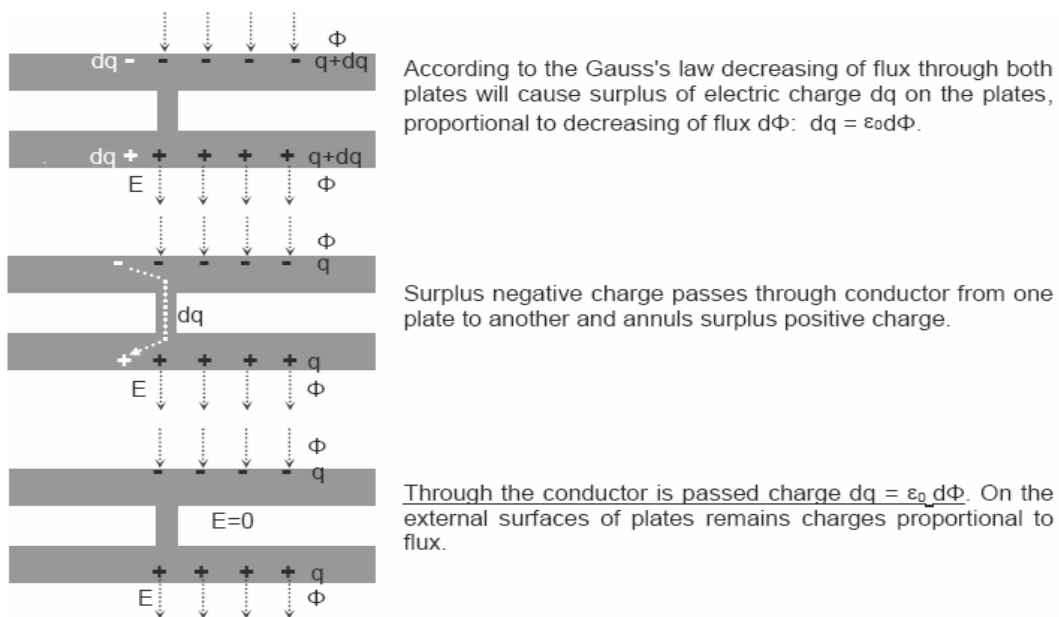 Φ
dq - - - - - q+dq
According to the Gauss's law decreasing of flux through both
plates will cause surplus of electric charge dq on the plates,
proportional to decreasing of flux dΦ: dq = ε₀dΦ.
dq + + + + + q+dq
E Φ
Φ
- - - - - q
dq
Surplus negative charge passes through conductor from one
plate to another and annuls surplus positive charge.
+ + + + + q
E Φ
Φ
- - - - q
E=0
Through the conductor is passed charge dq = ε₀ dΦ. On the
external surfaces of plates remains charges proportional to
flux.
+ + + + q
E Φ